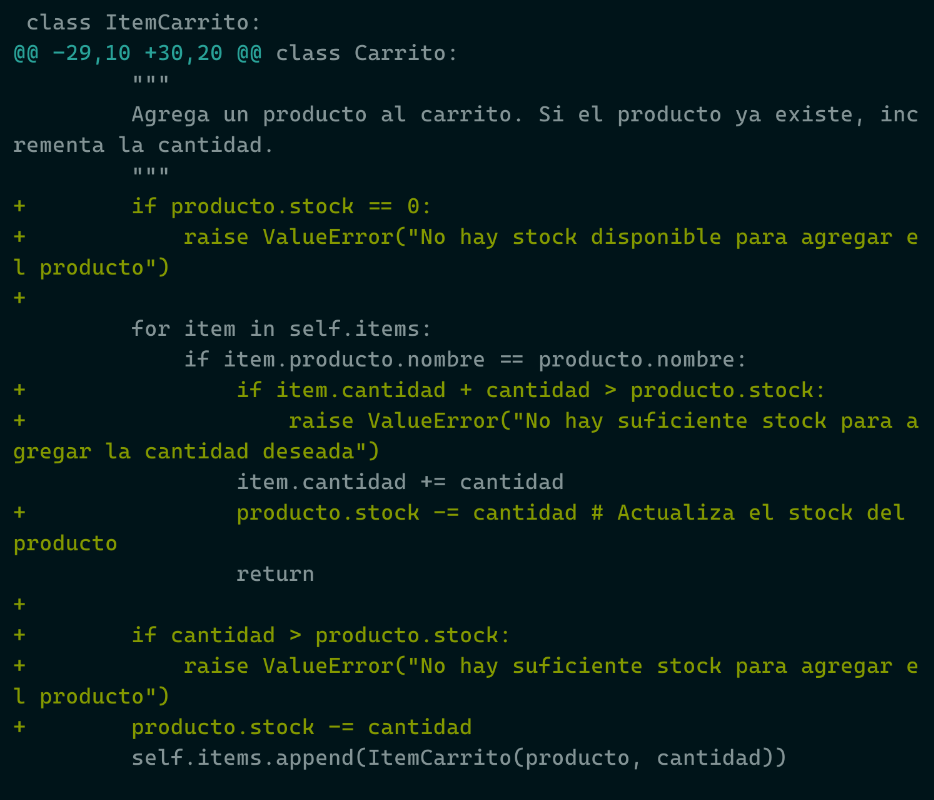 class ItemCarrito:
@@ -29,10 +30,20 @@ class Carrito:
         """
         Agrega un producto al carrito. Si el producto ya existe, inc
rementa la cantidad.
         """
+        if producto.stock == 0:
+            raise ValueError("No hay stock disponible para agregar e
l producto")
+
         for item in self.items:
             if item.producto.nombre == producto.nombre:
+                if item.cantidad + cantidad > producto.stock:
+                    raise ValueError("No hay suficiente stock para a
gregar la cantidad deseada")
                 item.cantidad += cantidad
+                producto.stock -= cantidad # Actualiza el stock del 
producto
                 return
+
+        if cantidad > producto.stock:
+            raise ValueError("No hay suficiente stock para agregar e
l producto")
+        producto.stock -= cantidad
         self.items.append(ItemCarrito(producto, cantidad))